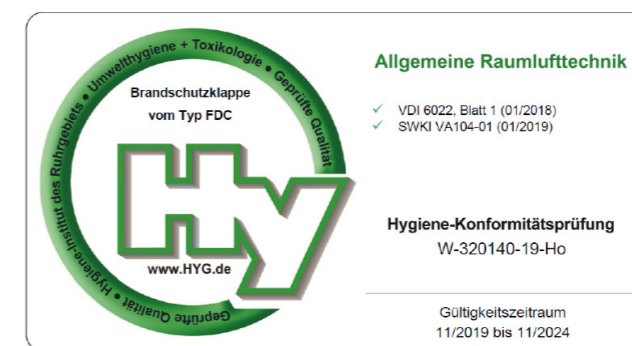 Umwelthygiene + Toxikologie • Geprüfte Qualität • Hygiene-Institut des Ruhrgebiets • Geprüfte Qualität •
Brandschutzklappe
vom Typ FDC
Hy
www.HYG.de
Allgemeine Raumlufttechnik
✓ VDI 6022, Blatt 1 (01/2018)
✓ SWKI VA104-01 (01/2019)
Hygiene-Konformitätsprüfung
W-320140-19-Ho
Gültigkeitszeitraum
11/2019 bis 11/2024